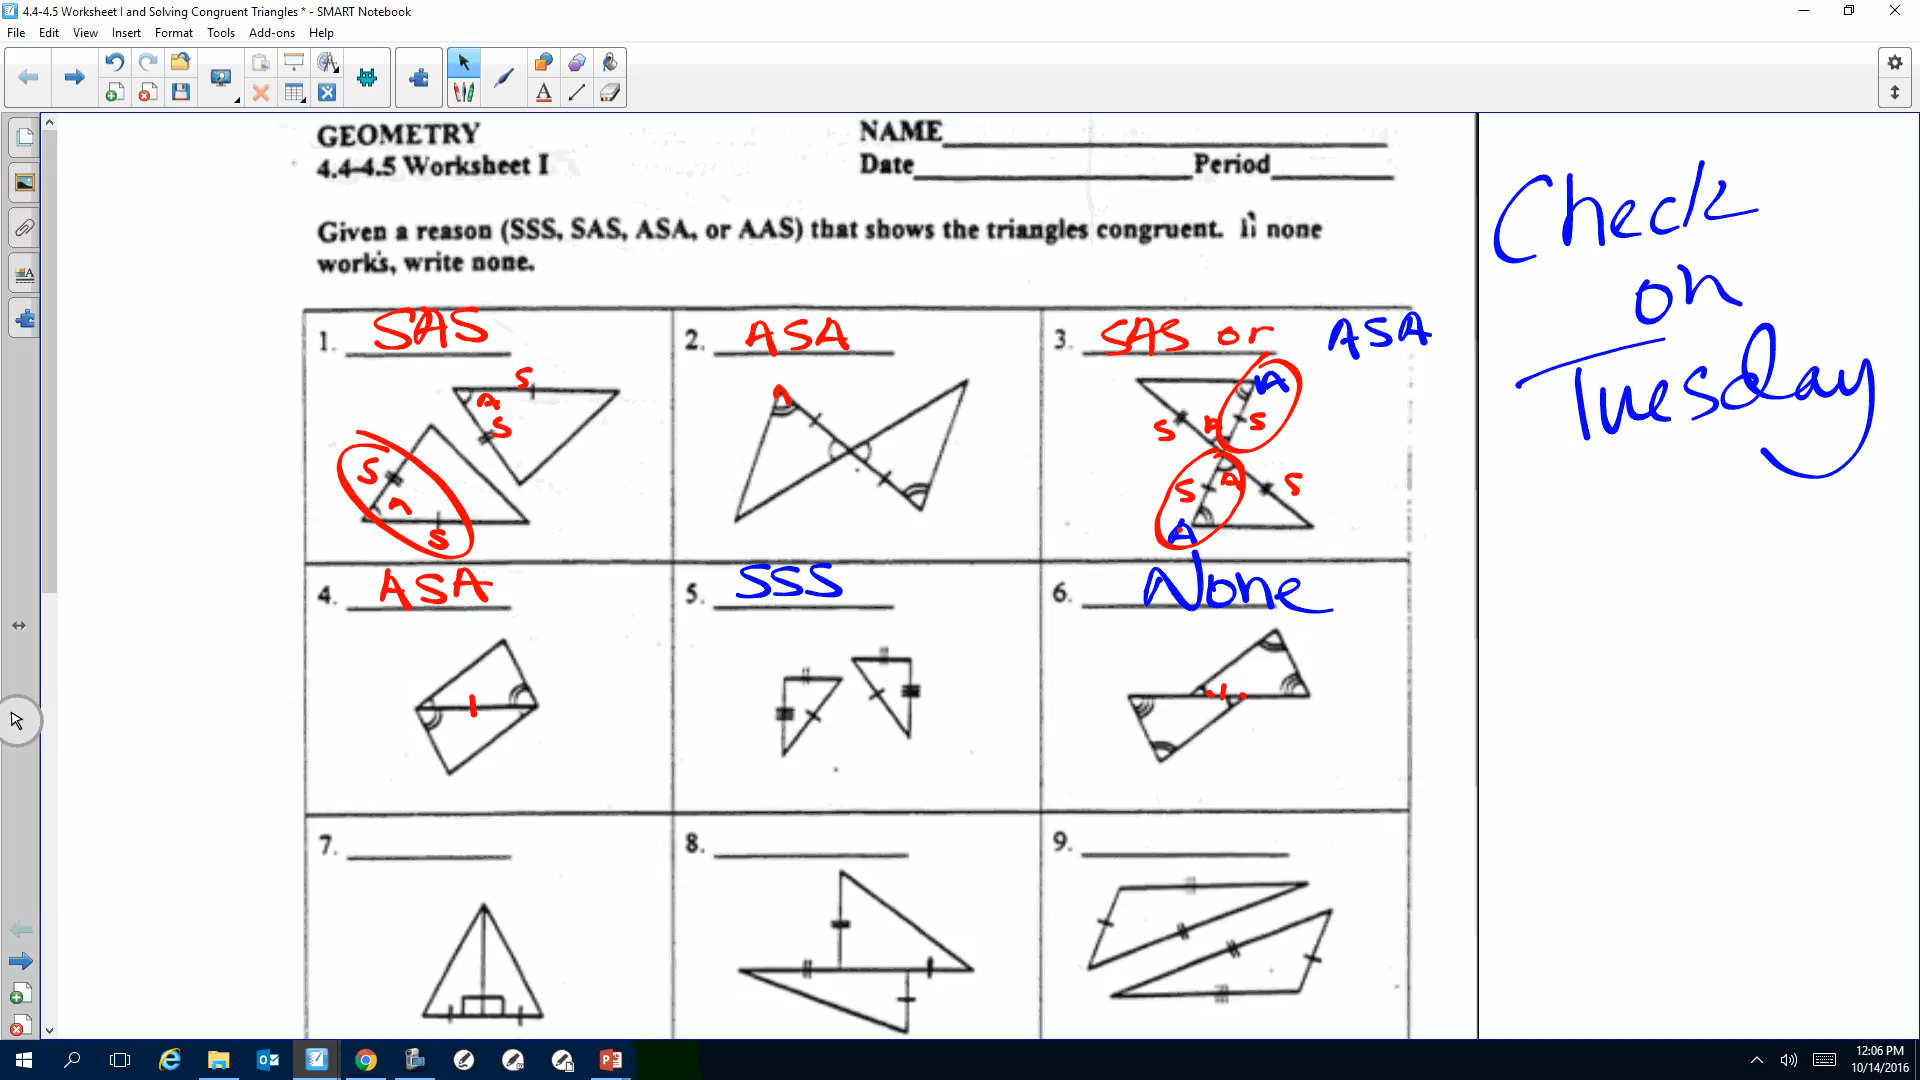 4.4-4.5 Worksheet I and Solving Congruent Triangles * - SMART Notebook
File Edit View Insert Format Tools Add-ons Help
GEOMETRY
NAME
4.4-4.5 Worksheet I
Date Period
Given a reason (SSS, SAS, ASA, or AAS) that shows the triangles congruent. If none
works, write none.
Check
on
Tuesday
1. SAS
S
A
S
S
A
S
2. ASA
A
3. SAS or ASA
A
S
A
S
S
A
S
A
4. ASA
5. SSS
6. None
7.
8.
9.
12:06 PM
10/14/2016